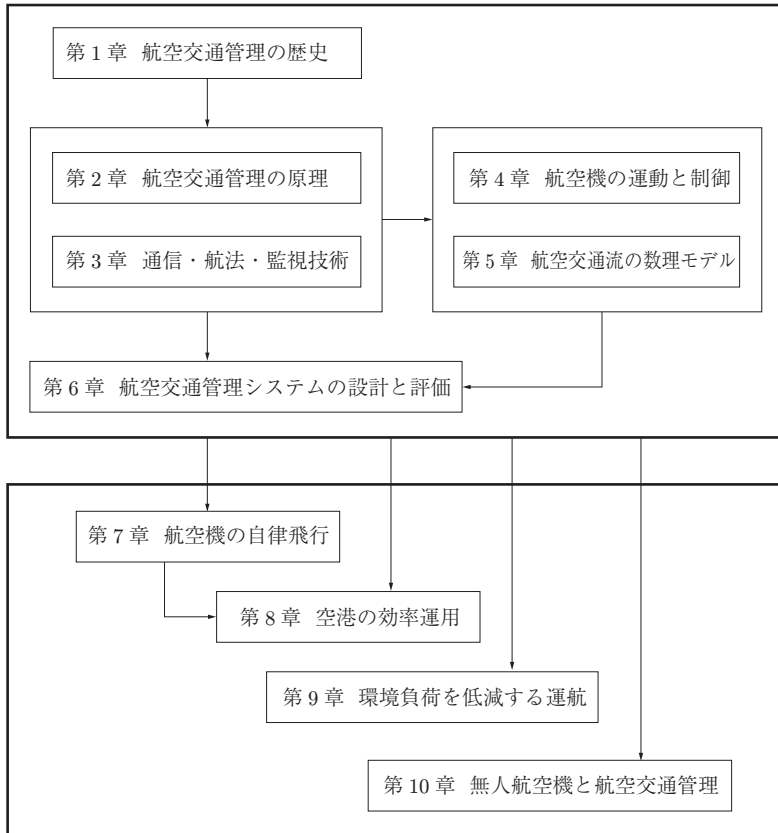 第1章 航空交通管理の歴史
第2章 航空交通管理の原理
第4章 航空機の運動と制御
第3章 通信・航法・監視技術
第5章 航空交通流の数理モデル
第6章 航空交通管理システムの設計と評価
第7章 航空機の自律飛行
第8章 空港の効率運用
第9章 環境負荷を低減する運航
第10章 無人航空機と航空交通管理